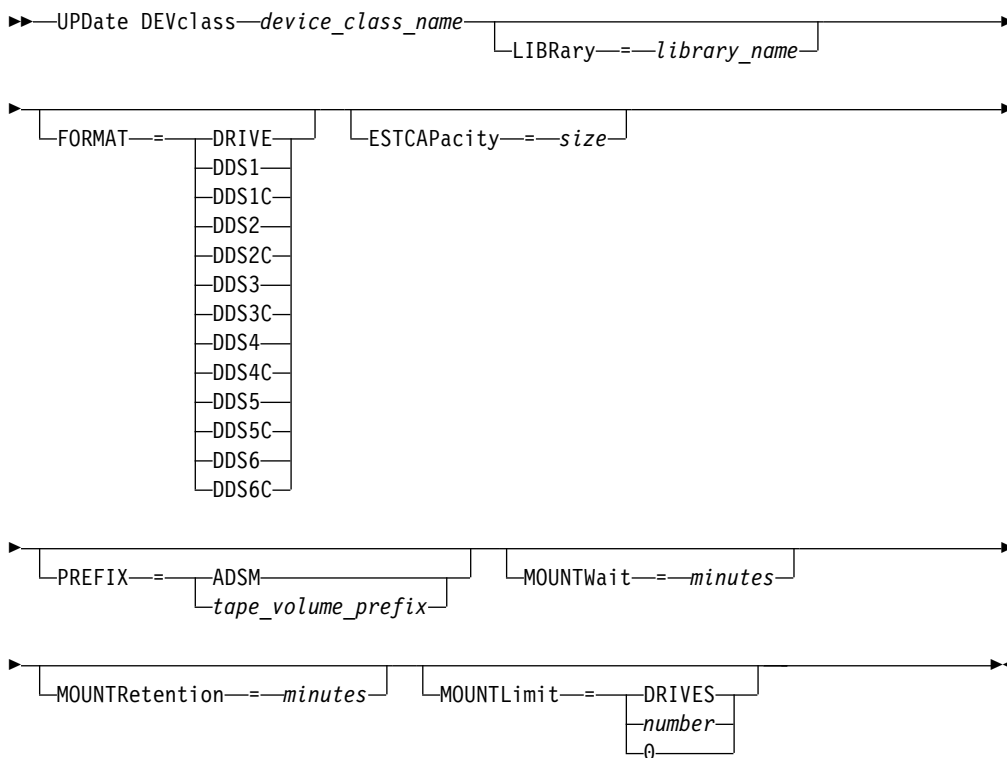 UPDate DEVclass device_class_name
LIBRary = library_name
FORMAT = DRIVE
DDS1
DDS1C
DDS2
DDS2C
DDS3
DDS3C
DDS4
DDS4C
DDS5
DDS5C
DDS6
DDS6C
ESTCAPacity = size
PREFIX = ADSM
tape_volume_prefix
MOUNTWait = minutes
MOUNTRetention = minutes
MOUNTLimit = DRIVES
number
0